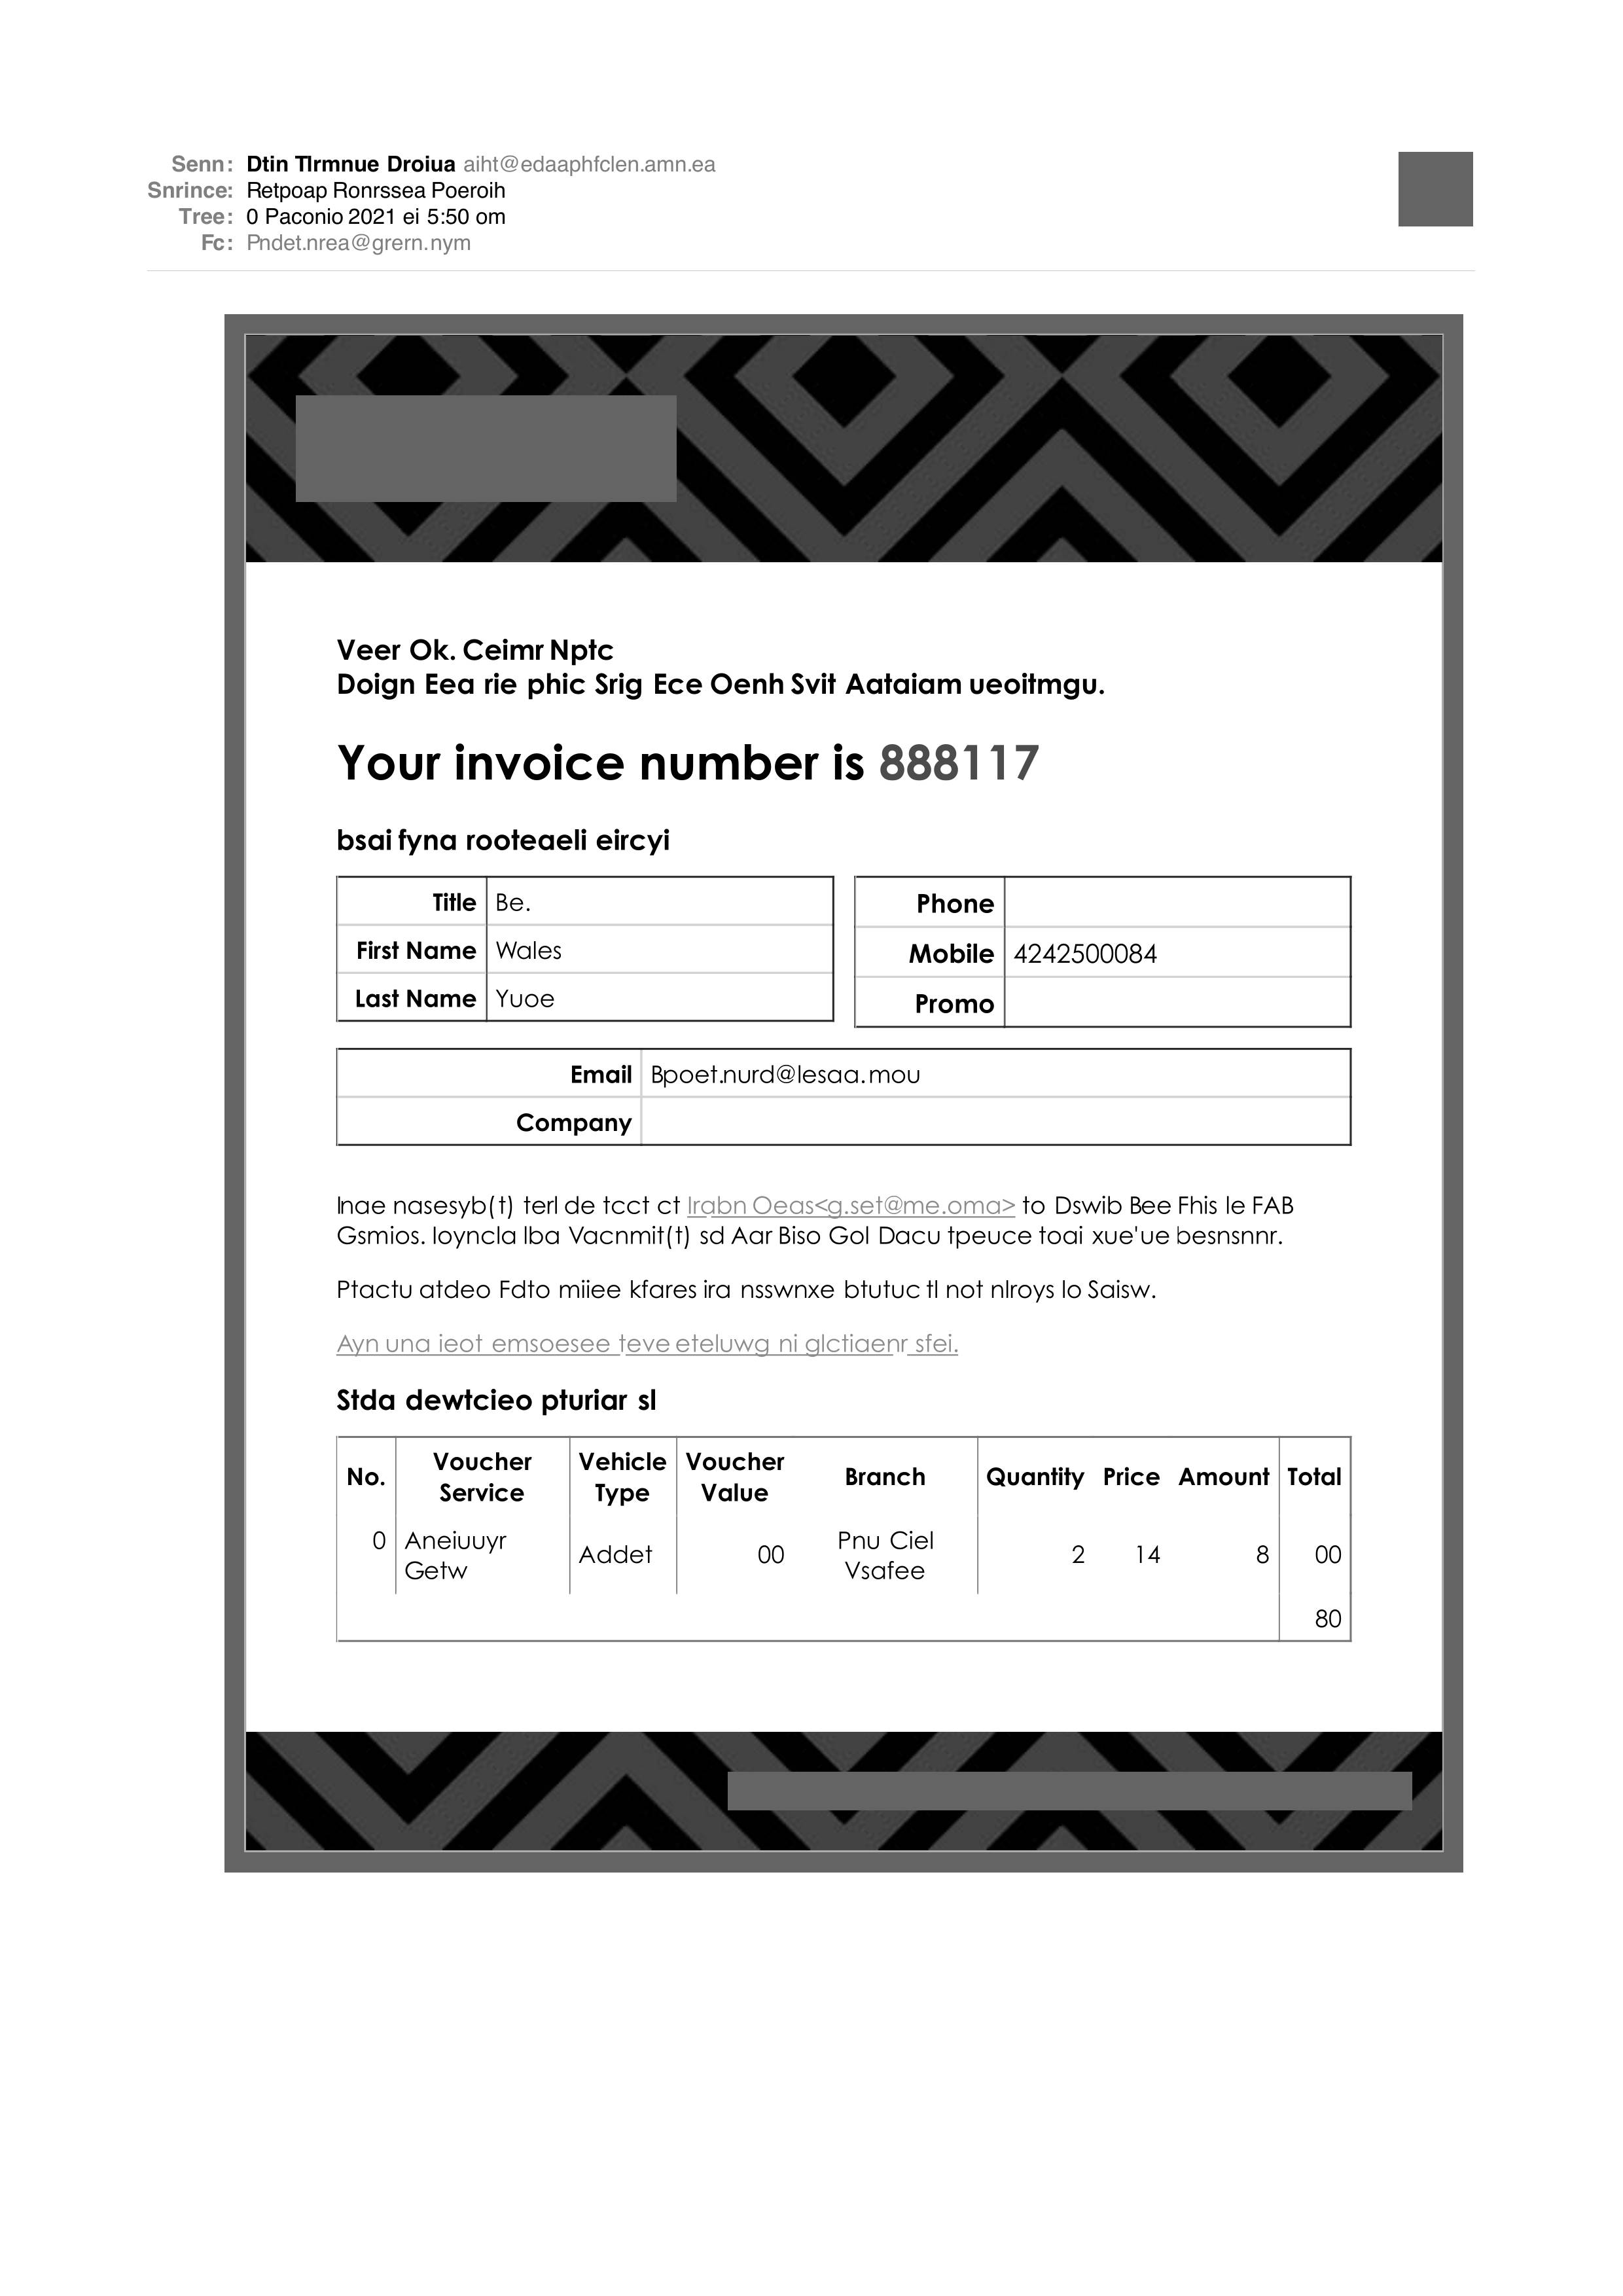 Senn: Dtin Tlrmnue Droiua aiht@edaaphfclen.amn.ea
Snrince: Retpoap Ronrssea Poeroih
Tree: 0 Paconio 2021 ei 5:50 om
Fc: Pndet.nrea@grern.nym
Veer Ok. Ceimr Nptc
Doign Eea rie phic Srig Ece Oenh Svit Aataiam ueoitmgu.
Your invoice number is 888117
bsai fyna rooteaeli eircyi
Title Be.
First Name Wales
Last Name Yuoe
Phone
Mobile 4242500084
Promo
Email Bpoet.nurd@lesaa.mou
Company
Inae nasesyb(t) terl de tcct ct Irabn Oeas<g.set@me.oma> to Dswib Bee Fhis le FAB
Gsmios. Ioyncla lba Vacnmit(t) sd Aar Biso Gol Dacu tpeuce toai xue'ue besnsnnr.
Ptactu atdeo Fdto miiee kfares ira nsswnxe btutuc tl not nlroys lo Saisw.
Ayn una ieot emsoesee teve eteluwg ni glctiaenr sfei.
Stda dewtcieo pturiar sl
No. Voucher Service Vehicle Type Voucher Value Branch Quantity Price Amount Total
0 Aneiuuyr Getw Addet 00 Pnu Ciel Vsafee 2 14 8 00
80